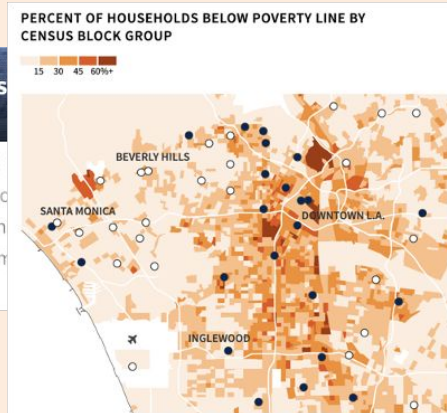 PERCENT OF HOUSEHOLDS BELOW POVERTY LINE BY
CENSUS BLOCK GROUP
15 30 45 60%+
BEVERLY HILLS
SANTA MONICA
DOWNTOWN L.A.
INGLEWOOD